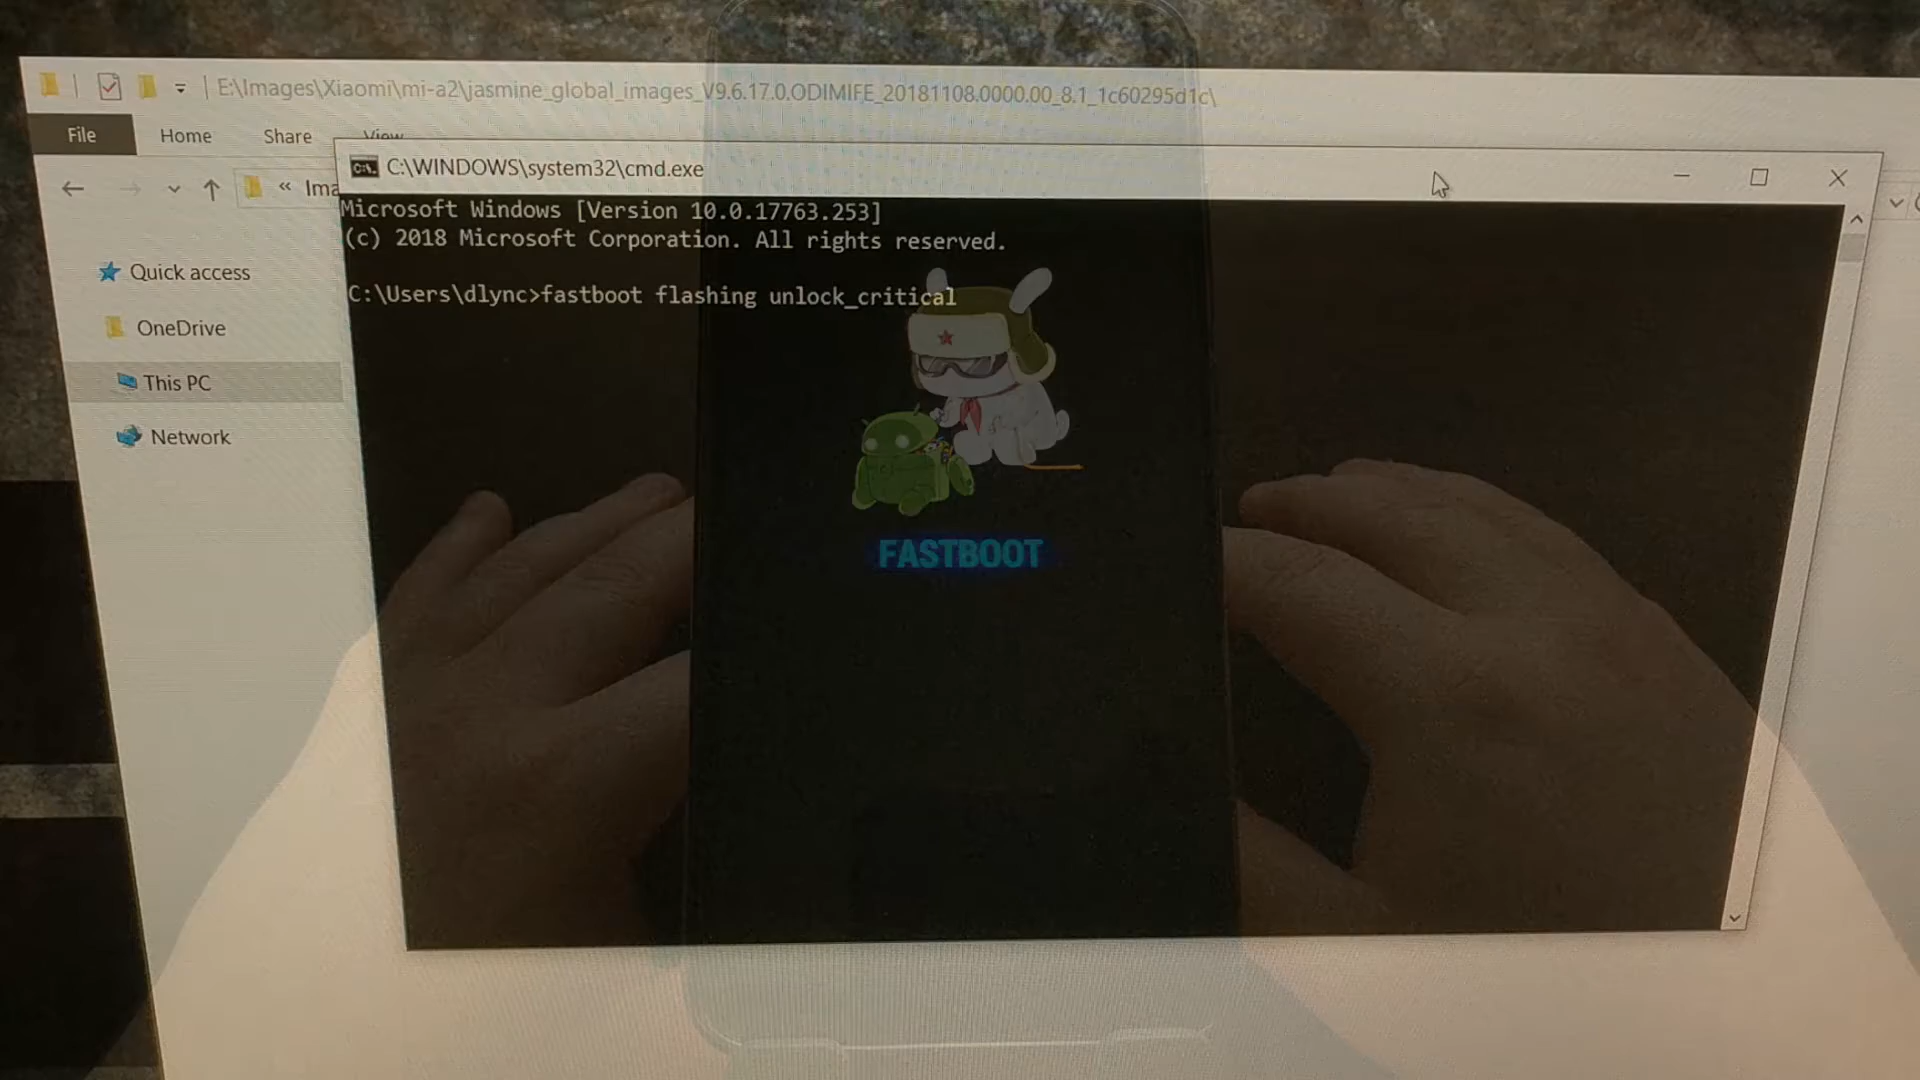 E:\Images\Xiaomi\mi-a2\jasmine_global_images_V9.6.17.0.ODIMIFE_20181108.0000.00_8.1_1c60295d1c\
File Home Share View
« Ima
C:\WINDOWS\system32\cmd.exe
Microsoft Windows [Version 10.0.17763.253]
(c) 2018 Microsoft Corporation. All rights reserved.
C:\Users\dlync>fastboot flashing unlock_critical
Quick access
OneDrive
This PC
Network
FASTBOOT